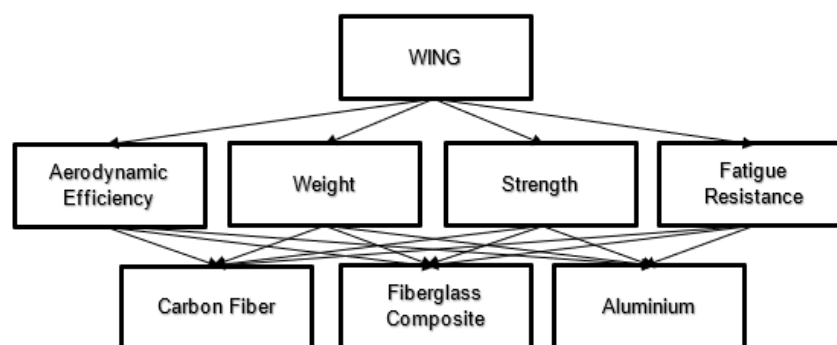 WING
Aerodynamic
Efficiency
Weight
Strength
Fatigue
Resistance
Carbon Fiber
Fiberglass
Composite
Aluminium